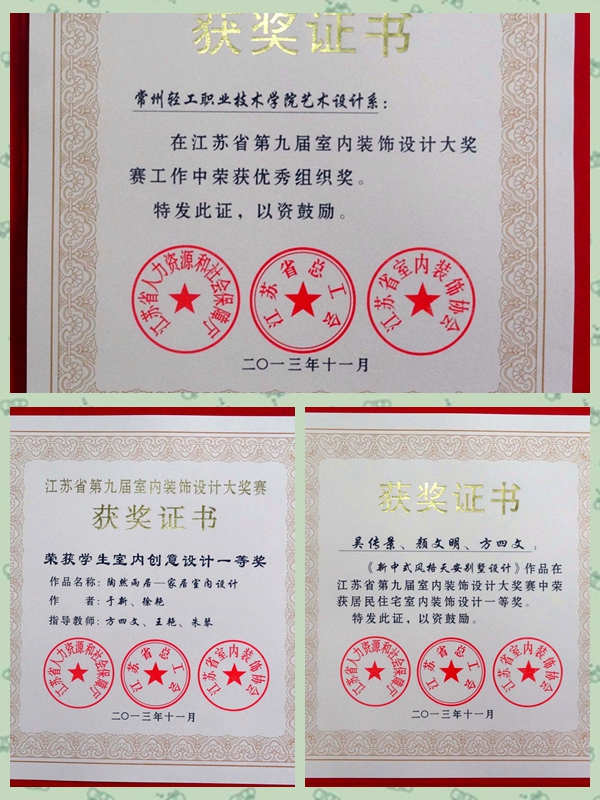 获奖证书
常州轻工职业技术学院艺术设计系：
在江苏省第九届室内装饰设计大奖
赛工作中荣获优秀组织奖。
特发此证，以资鼓励。
江苏省人力资源和社会保障厅
江苏省总工会
江苏省室内装饰协会
二〇一三年十一月
江苏省第九届室内装饰设计大奖赛
获奖证书
荣获学生室内创意设计一等奖
作品名称：陶然雨居—家居室内设计
作 者：于新、徐艳
指导教师：方四文、王艳、朱琴
江苏省人力资源和社会保障厅
江苏省总工会
江苏省室内装饰协会
二〇一三年十一月
获奖证书
吴传景、颜文明、方四文：
《新中式风格天安别墅设计》作品在
江苏省第九届室内装饰设计大奖赛中荣
获居民住宅室内装饰设计一等奖。
特发此证，以资鼓励。
江苏省人力资源和社会保障厅
江苏省总工会
江苏省室内装饰协会
二〇一三年十一月